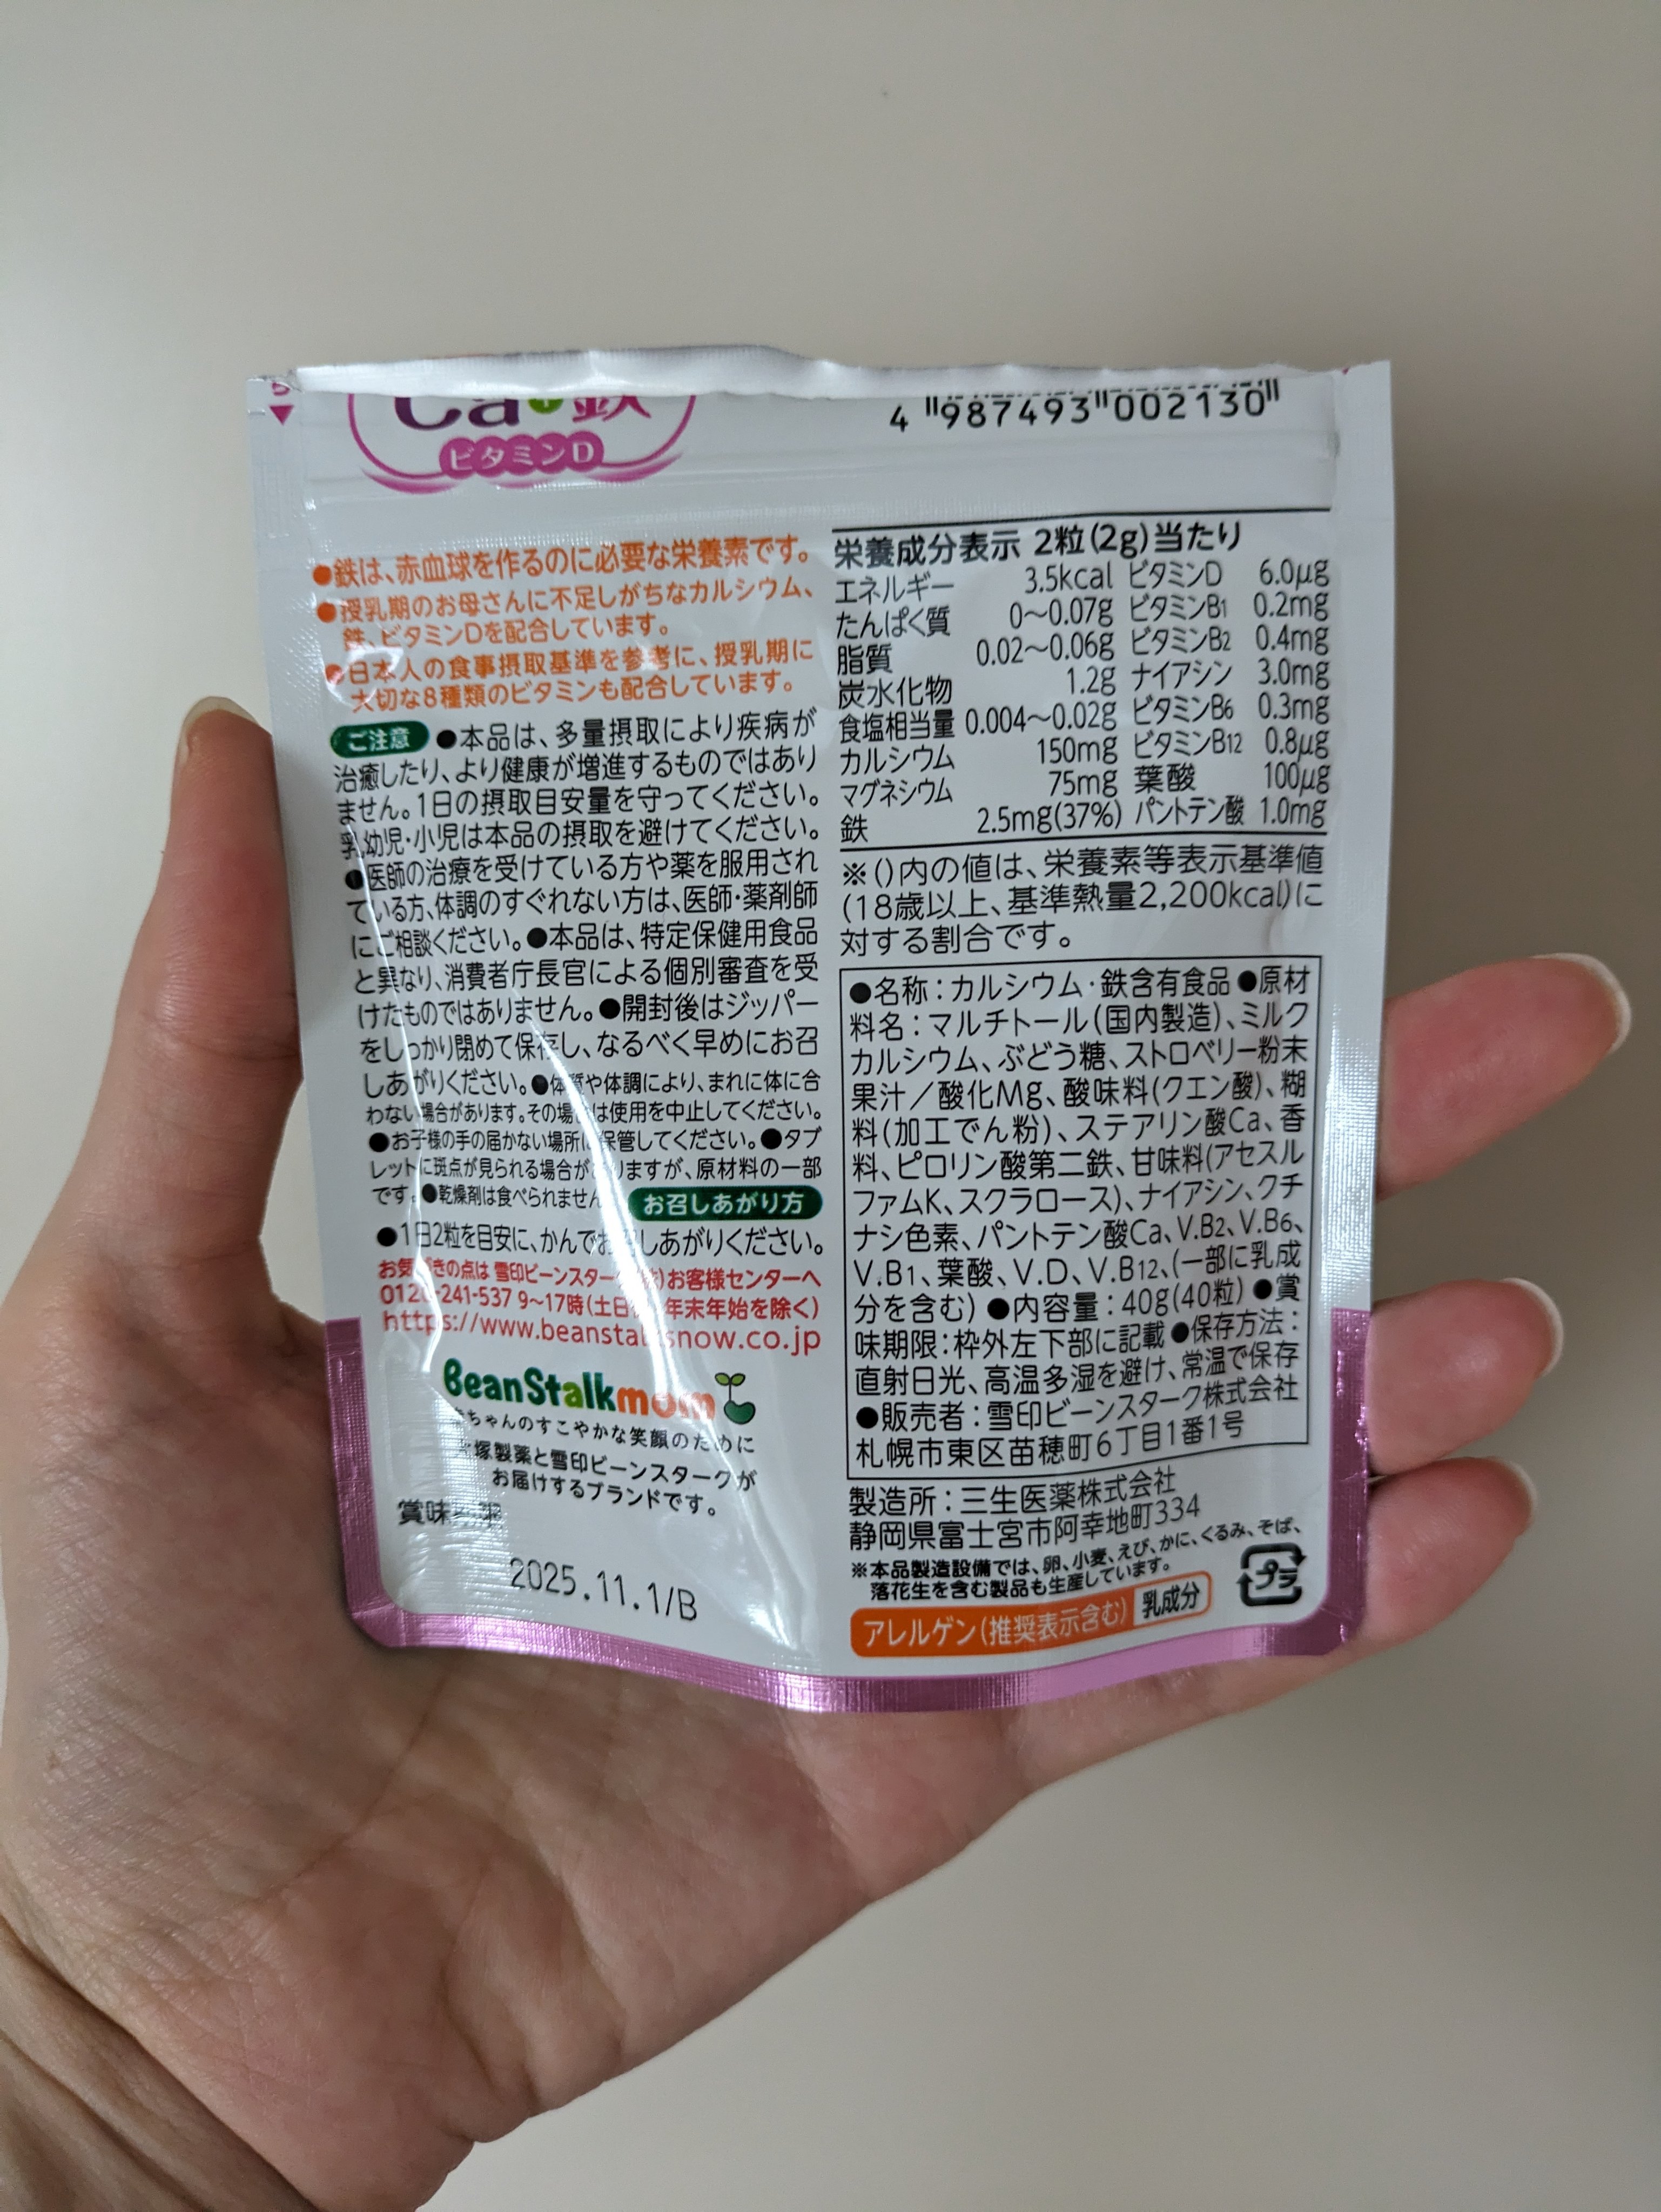 ビタミンD
4 987493 002130
●鉄は、赤血球を作るのに必要な栄養素です。
●授乳期のお母さんに不足しがちなカルシウム、
鉄、ビタミンDを配合しています。
●日本人の食事摂取基準を参考に、授乳期に
大切な8種類のビタミンも配合しています。
ご注意 ●本品は、多量摂取により疾病が
治癒したり、より健康が増進するものではあり
ません。1日の摂取目安量を守ってください。
乳幼児・小児は本品の摂取を避けてください。
●医師の治療を受けている方や薬を服用され
ている方、体調のすぐれない方は、医師・薬剤師
にご相談ください。●本品は、特定保健用食品
と異なり、消費者庁長官による個別審査を受
けたものではありません。●開封後はジッパー
をしっかり閉めて保存し、なるべく早めにお召
しあがりください。●体質や体調により、まれに体に合
わない場合があります。その場合は使用を中止してください。
●お子様の手の届かない場所に保管してください。●タブ
レットに斑点が見られる場合がありますが、原材料の一部
です。●乾燥剤は食べられません。 お召しあがり方
●1日2粒を目安に、かんでお召しあがりください。
お気づきの点は 雪印ビーンスターク(株)お客様センターへ
0120-241-537 9〜17時(土日祝、年末年始を除く)
https://www.beanstalksnow.co.jp
BeanStalkmom
赤ちゃんのすこやかな笑顔のために
大塚製薬と雪印ビーンスタークが
お届けするブランドです。
賞味期限
2025.11.1/B
栄養成分表示 2粒(2g)当たり
エネルギー 3.5kcal ビタミンD 6.0μg
たんぱく質 0〜0.07g ビタミンB1 0.2mg
脂質 0.02〜0.06g ビタミンB2 0.4mg
炭水化物 1.2g ナイアシン 3.0mg
食塩相当量 0.004〜0.02g ビタミンB6 0.3mg
カルシウム 150mg ビタミンB12 0.8μg
マグネシウム 75mg 葉酸 100μg
鉄 2.5mg(37%) パントテン酸 1.0mg
※()内の値は、栄養素等表示基準値
(18歳以上、基準熱量2,200kcal)に
対する割合です。
●名称:カルシウム・鉄含有食品 ●原材
料名:マルチトール(国内製造)、ミルク
カルシウム、ぶどう糖、ストロベリー粉末
果汁/酸化Mg、酸味料(クエン酸)、糊
料(加工でん粉)、ステアリン酸Ca、香
料、ピロリン酸第二鉄、甘味料(アセスル
ファムK、スクラロース)、ナイアシン、クチ
ナシ色素、パントテン酸Ca、V.B2、V.B6、
V.B1、葉酸、V.D、V.B12、(一部に乳成
分を含む) ●内容量:40g(40粒) ●賞
味期限:枠外左下部に記載 ●保存方法:
直射日光、高温多湿を避け、常温で保存
●販売者:雪印ビーンスターク株式会社
札幌市東区苗穂町6丁目1番1号
製造所:三生医薬株式会社
静岡県富士宮市阿幸地町334
※本品製造設備では、卵、小麦、えび、かに、くるみ、そば、
落花生を含む製品も生産しています。
アレルゲン(推奨表示含む) 乳成分
プラ